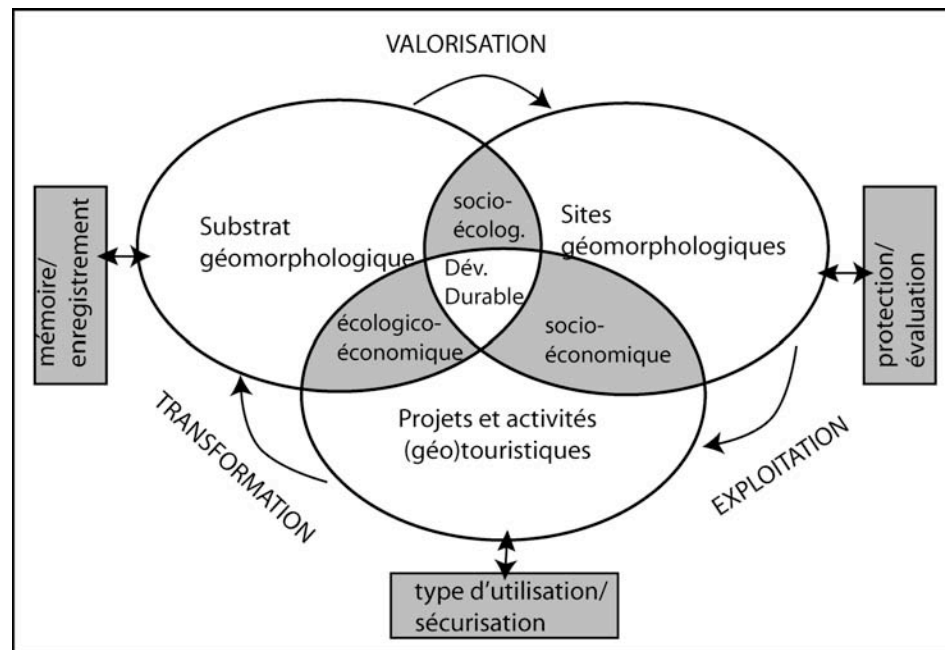 VALORISATION
mémoire/
enregistrement
Substrat
géomorphologique
socio-
écolog.
Sites
géomorphologiques
protection/
évaluation
Dév.
Durable
écologico-
économique
socio-
économique
TRANSFORMATION
Projets et activités
(géo)touristiques
EXPLOITATION
type d'utilisation/
sécurisation